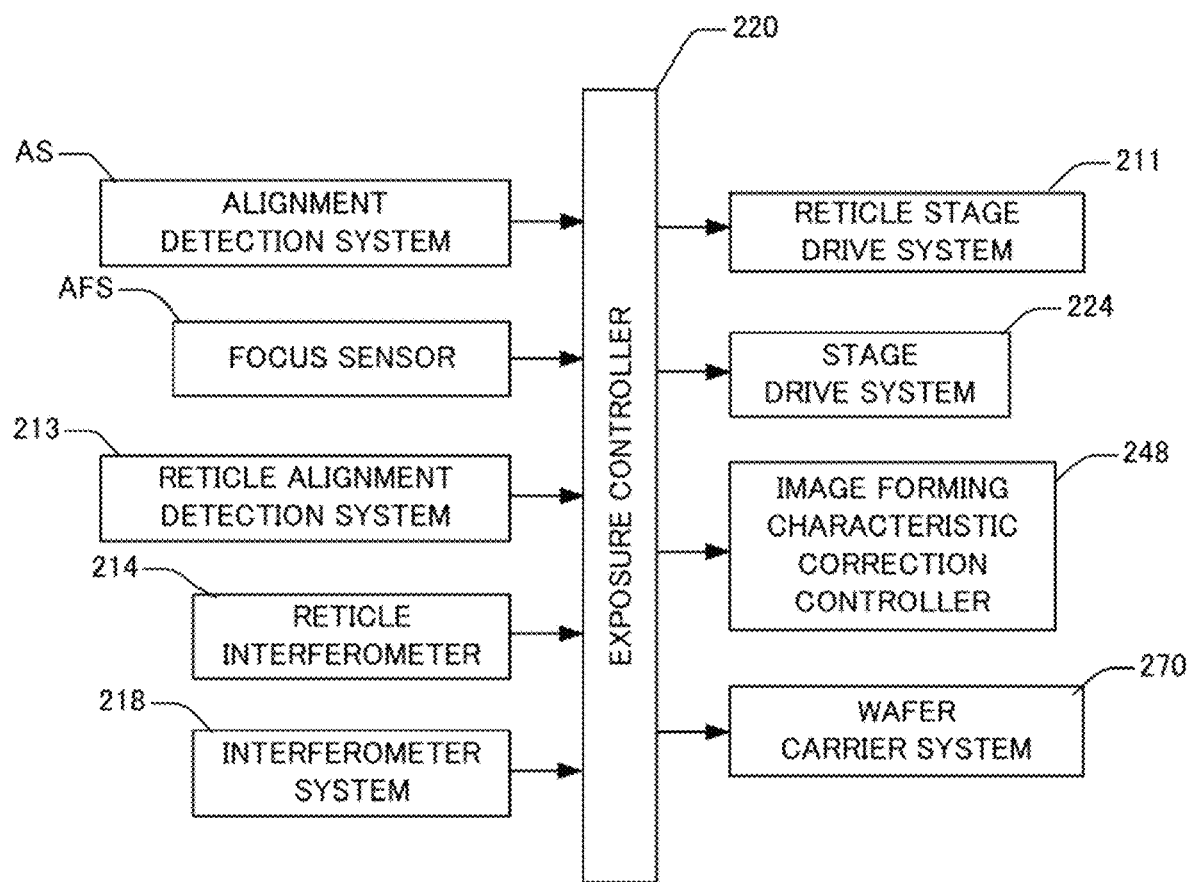 220
AS
ALIGNMENT
DETECTION SYSTEM
AFS
FOCUS SENSOR
213
RETICLE ALIGNMENT
DETECTION SYSTEM
214
RETICLE
INTERFEROMETER
218
INTERFEROMETER
SYSTEM
EXPOSURE CONTROLLER
211
RETICLE STAGE
DRIVE SYSTEM
224
STAGE
DRIVE SYSTEM
248
IMAGE FORMING
CHARACTERISTIC
CORRECTION
CONTROLLER
270
WAFER
CARRIER SYSTEM